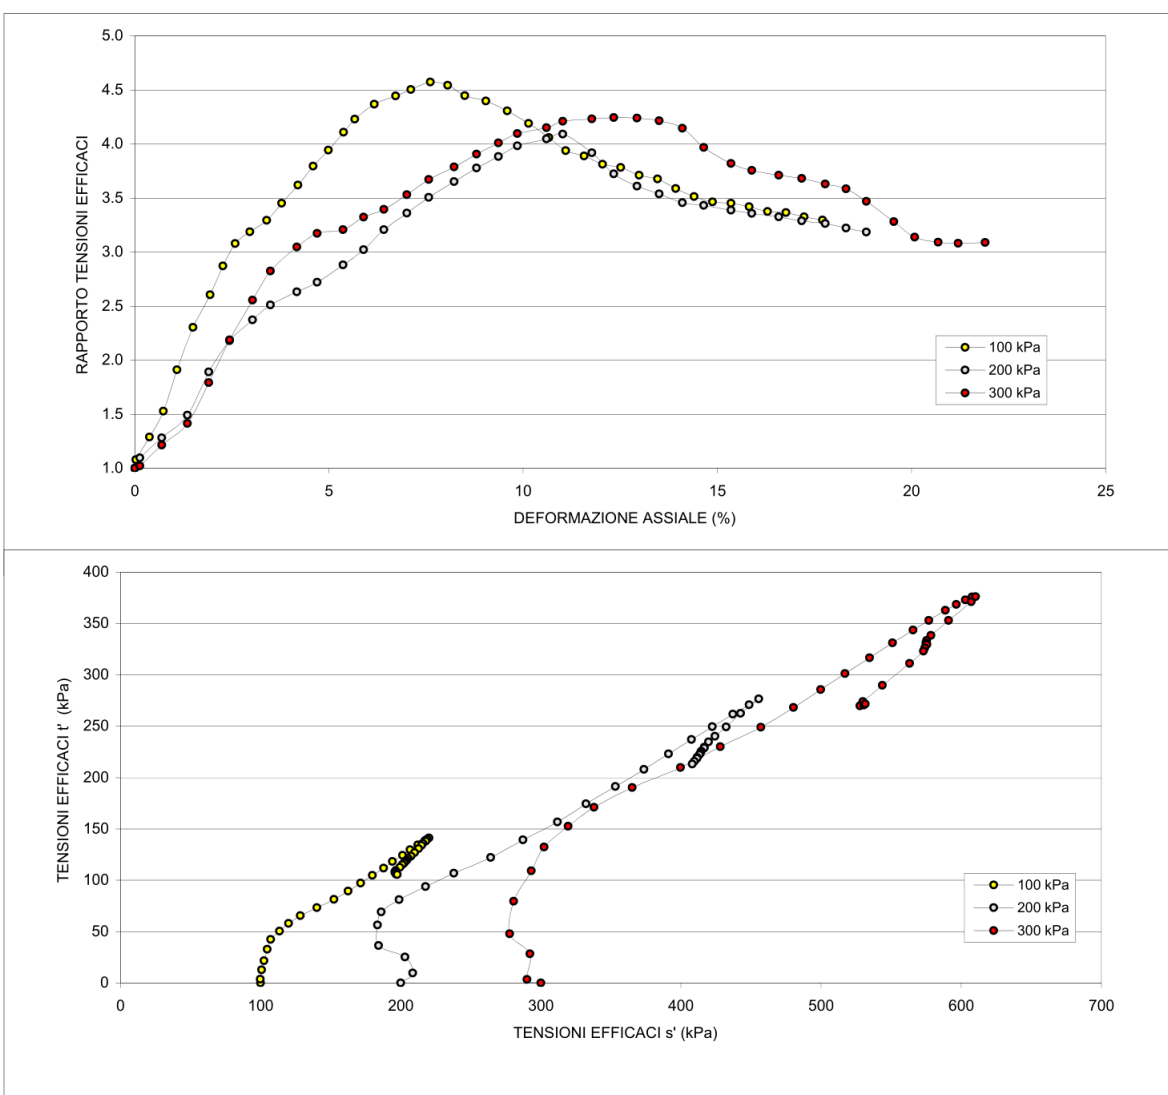 5.0
4.5
4.0
3.5
3.0
2.5
2.0
1.5
1.0
RAPPORTO TENSIONI EFFICACI
0 5 10 15 20 25
DEFORMAZIONE ASSIALE (%)
100 kPa
200 kPa
300 kPa
400
350
300
250
200
150
100
50
0
TENSIONI EFFICACI t' (kPa)
0 100 200 300 400 500 600 700
TENSIONI EFFICACI s' (kPa)
100 kPa
200 kPa
300 kPa